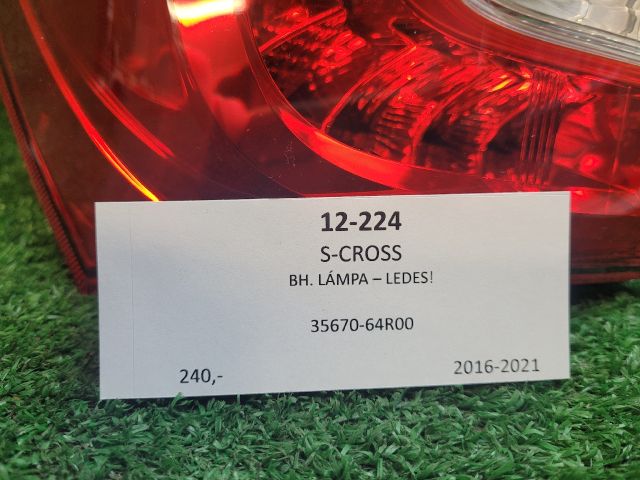 12-224
S-CROSS
BH. LÁMPA – LEDES!
35670-64R00
240,-
2016-2021